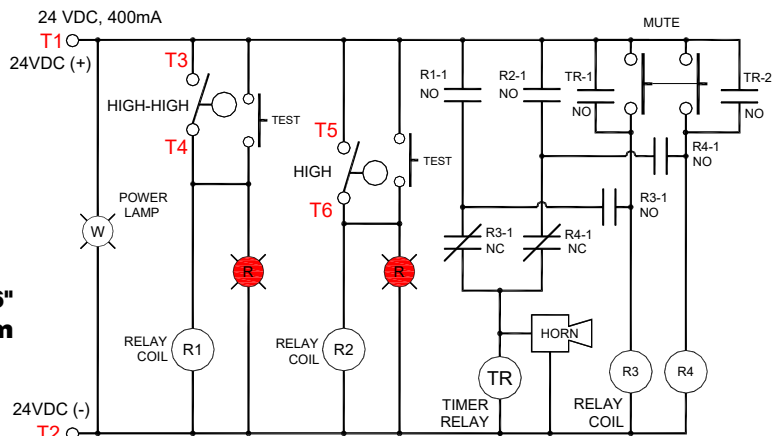 24 VDC, 400mA
T1
24VDC (+)
T3
HIGH-HIGH
T4
TEST
T5
HIGH
T6
TEST
MUTE
R1-1
NO
R2-1
NO
TR-1
NO
TR-2
NO
R4-1
NO
R3-1
NO
R3-1
NC
R4-1
NC
POWER
LAMP
W
R
R
6"
m
RELAY
COIL
R1
RELAY
COIL
R2
HORN
TR
TIMER
RELAY
RELAY
COIL
R3
R4
24VDC (-)
T2